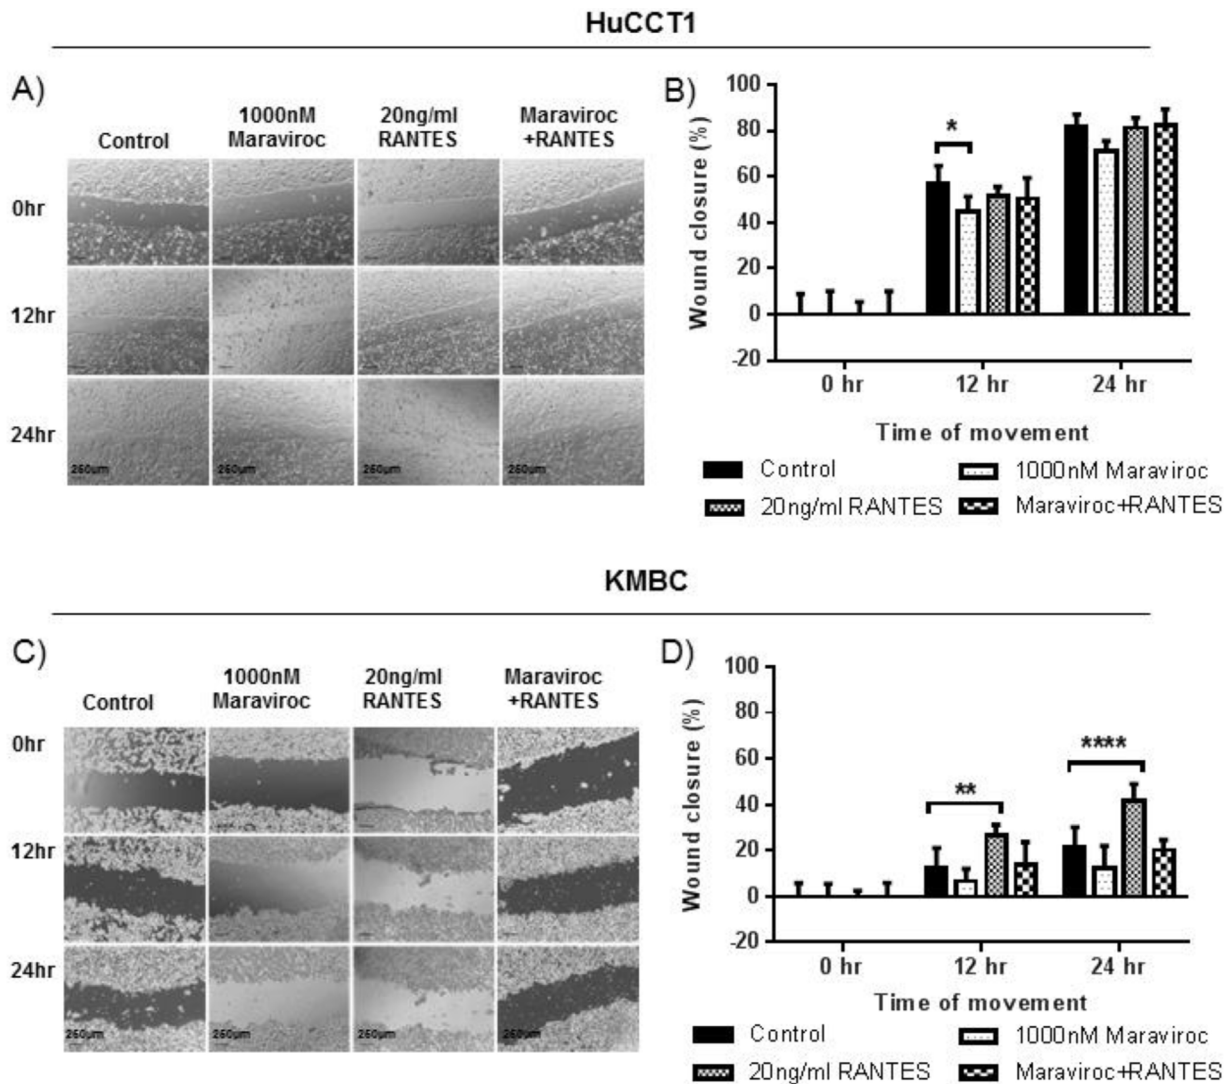 HuCCT1
A)
Control
1000nM
Maraviroc
20ng/ml
RANTES
Maraviroc
+RANTES
0hr
12hr
24hr
250µm
250µm
250µm
250µm
B)
Wound closure (%)
100
80
60
40
20
0
-20
*
0 hr
12 hr
24 hr
Time of movement
Control
1000nM Maraviroc
20ng/ml RANTES
Maraviroc+RANTES
KMBC
C)
Control
1000nM
Maraviroc
20ng/ml
RANTES
Maraviroc
+RANTES
0hr
12hr
24hr
250µm
250µm
250µm
250µm
D)
Wound closure (%)
100
80
60
40
20
0
-20
**
****
0 hr
12 hr
24 hr
Time of movement
Control
1000nM Maraviroc
20ng/ml RANTES
Maraviroc+RANTES